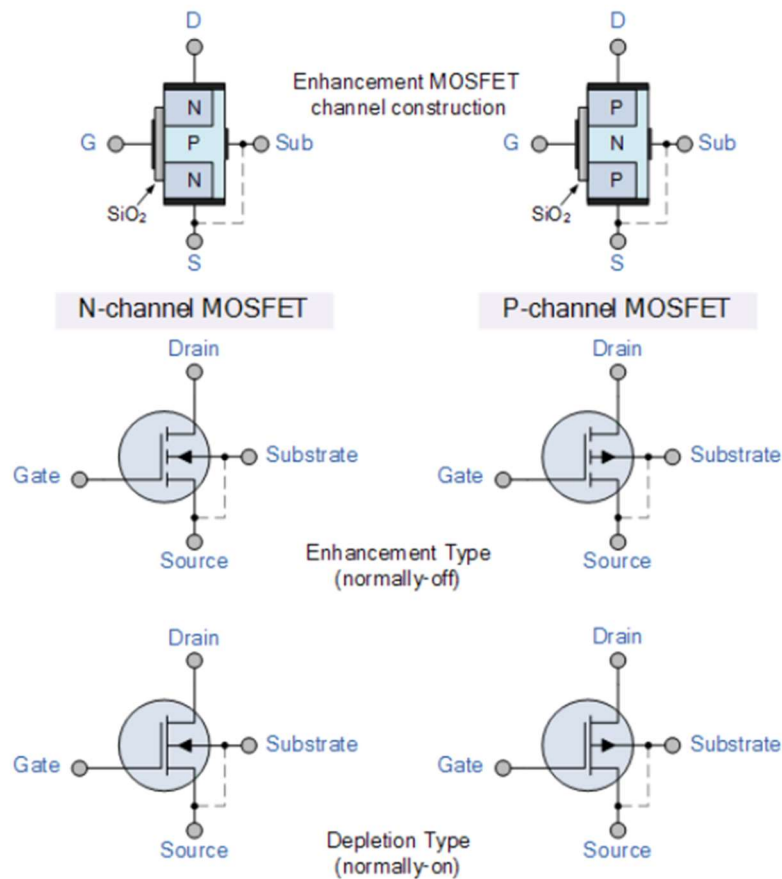 D
D
Enhancement MOSFET
channel construction
N
P
G
P
Sub
G
N
Sub
N
P
SiO₂
SiO₂
S
S
N-channel MOSFET
P-channel MOSFET
Drain
Drain
Substrate
Substrate
Gate
Gate
Source
Enhancement Type
(normally-off)
Source
Drain
Drain
Substrate
Substrate
Gate
Gate
Source
Depletion Type
(normally-on)
Source